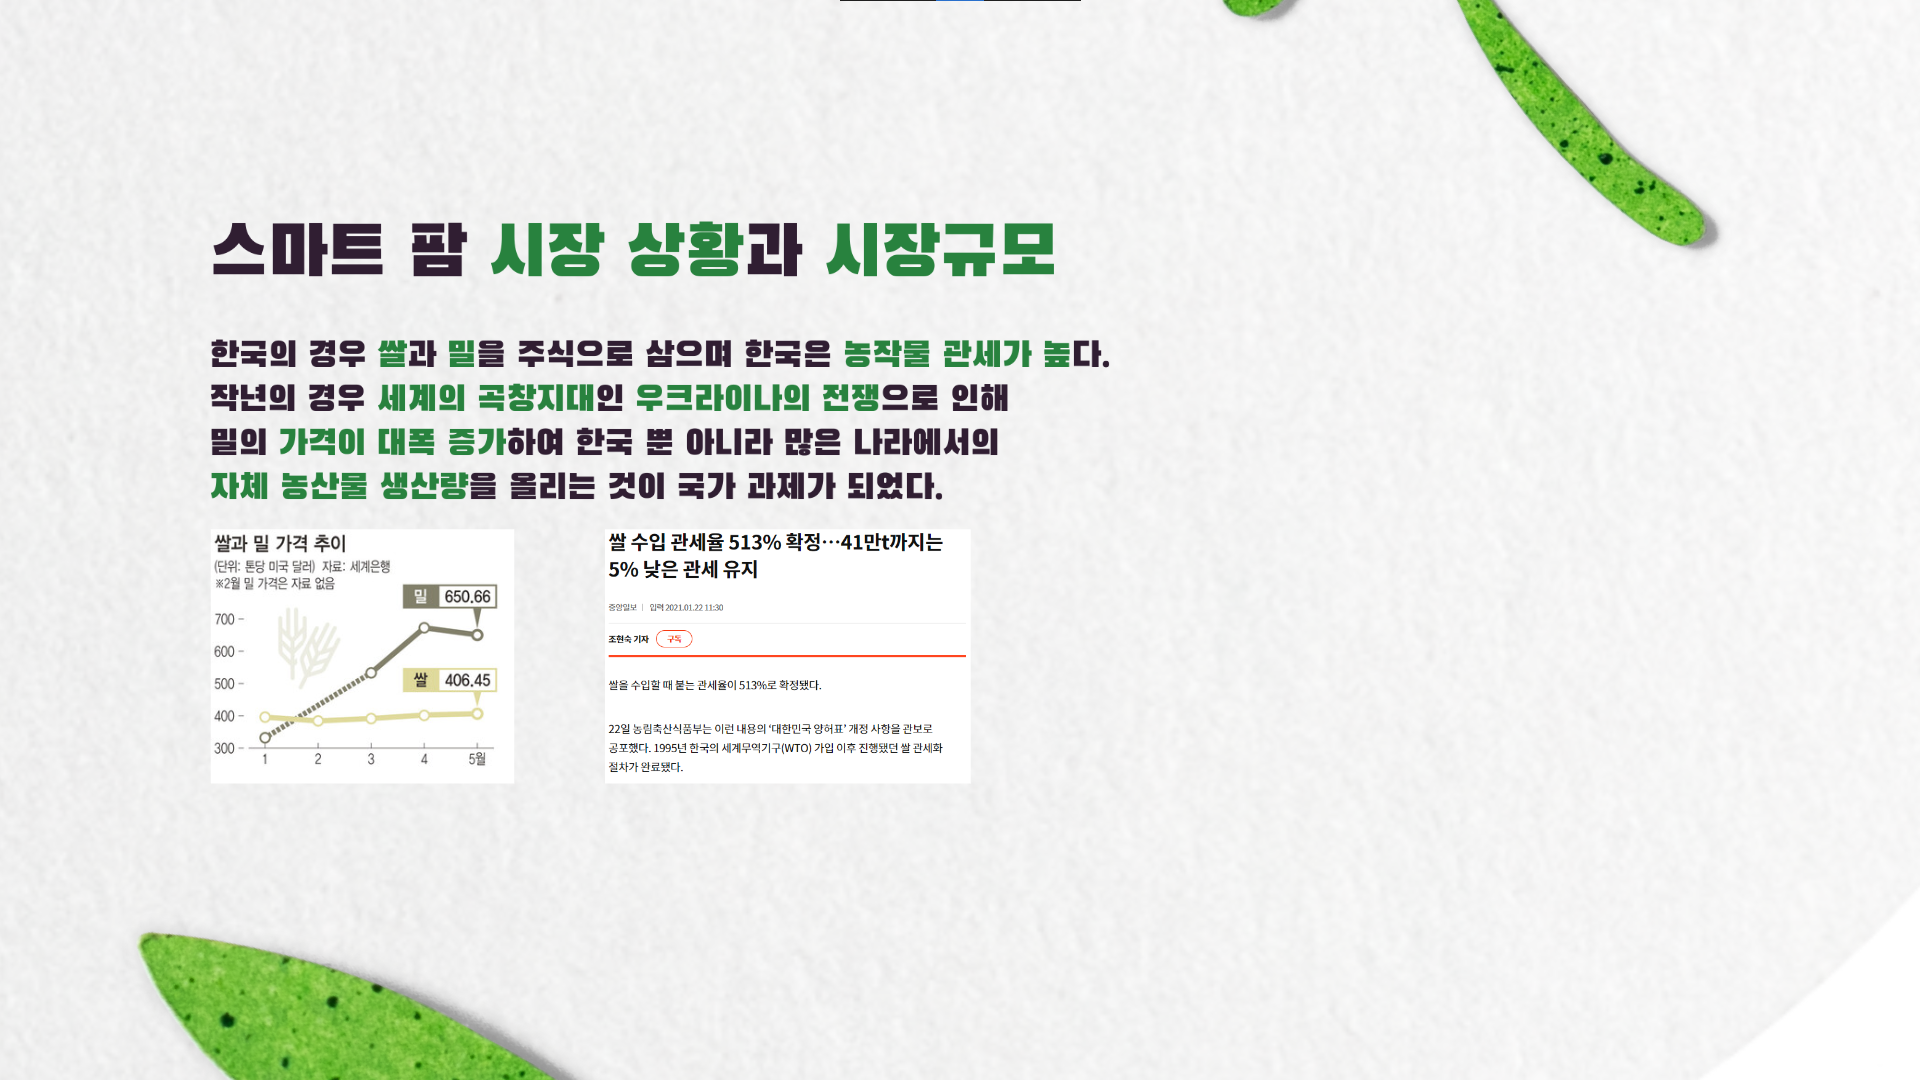 스마트 팜 시장 상황과 시장규모
한국의 경우 쌀과 밀을 주식으로 삼으며 한국은 농작물 관세가 높다.
작년의 경우 세계의 곡창지대인 우크라이나의 전쟁으로 인해
밀의 가격이 대폭 증가하여 한국 뿐 아니라 많은 나라에서의
자체 농산물 생산량을 올리는 것이 국가 과제가 되었다.
쌀과 밀 가격 추이
(단위: 톤당 미국 달러) 자료: 세계은행
※2월 밀 가격은 자료 없음
밀 650.66
700
600
쌀 406.45
500
400
300
1 2 3 4 5월
쌀 수입 관세율 513% 확정…41만t까지는
5% 낮은 관세 유지
중앙일보 | 입력 2021.01.22 11:30
조현숙 기자 구독
쌀을 수입할 때 붙는 관세율이 513%로 확정됐다.
22일 농림축산식품부는 이런 내용의 ‘대한민국 양허표’ 개정 사항을 관보로
공포했다. 1995년 한국의 세계무역기구(WTO) 가입 이후 진행됐던 쌀 관세화
절차가 완료됐다.